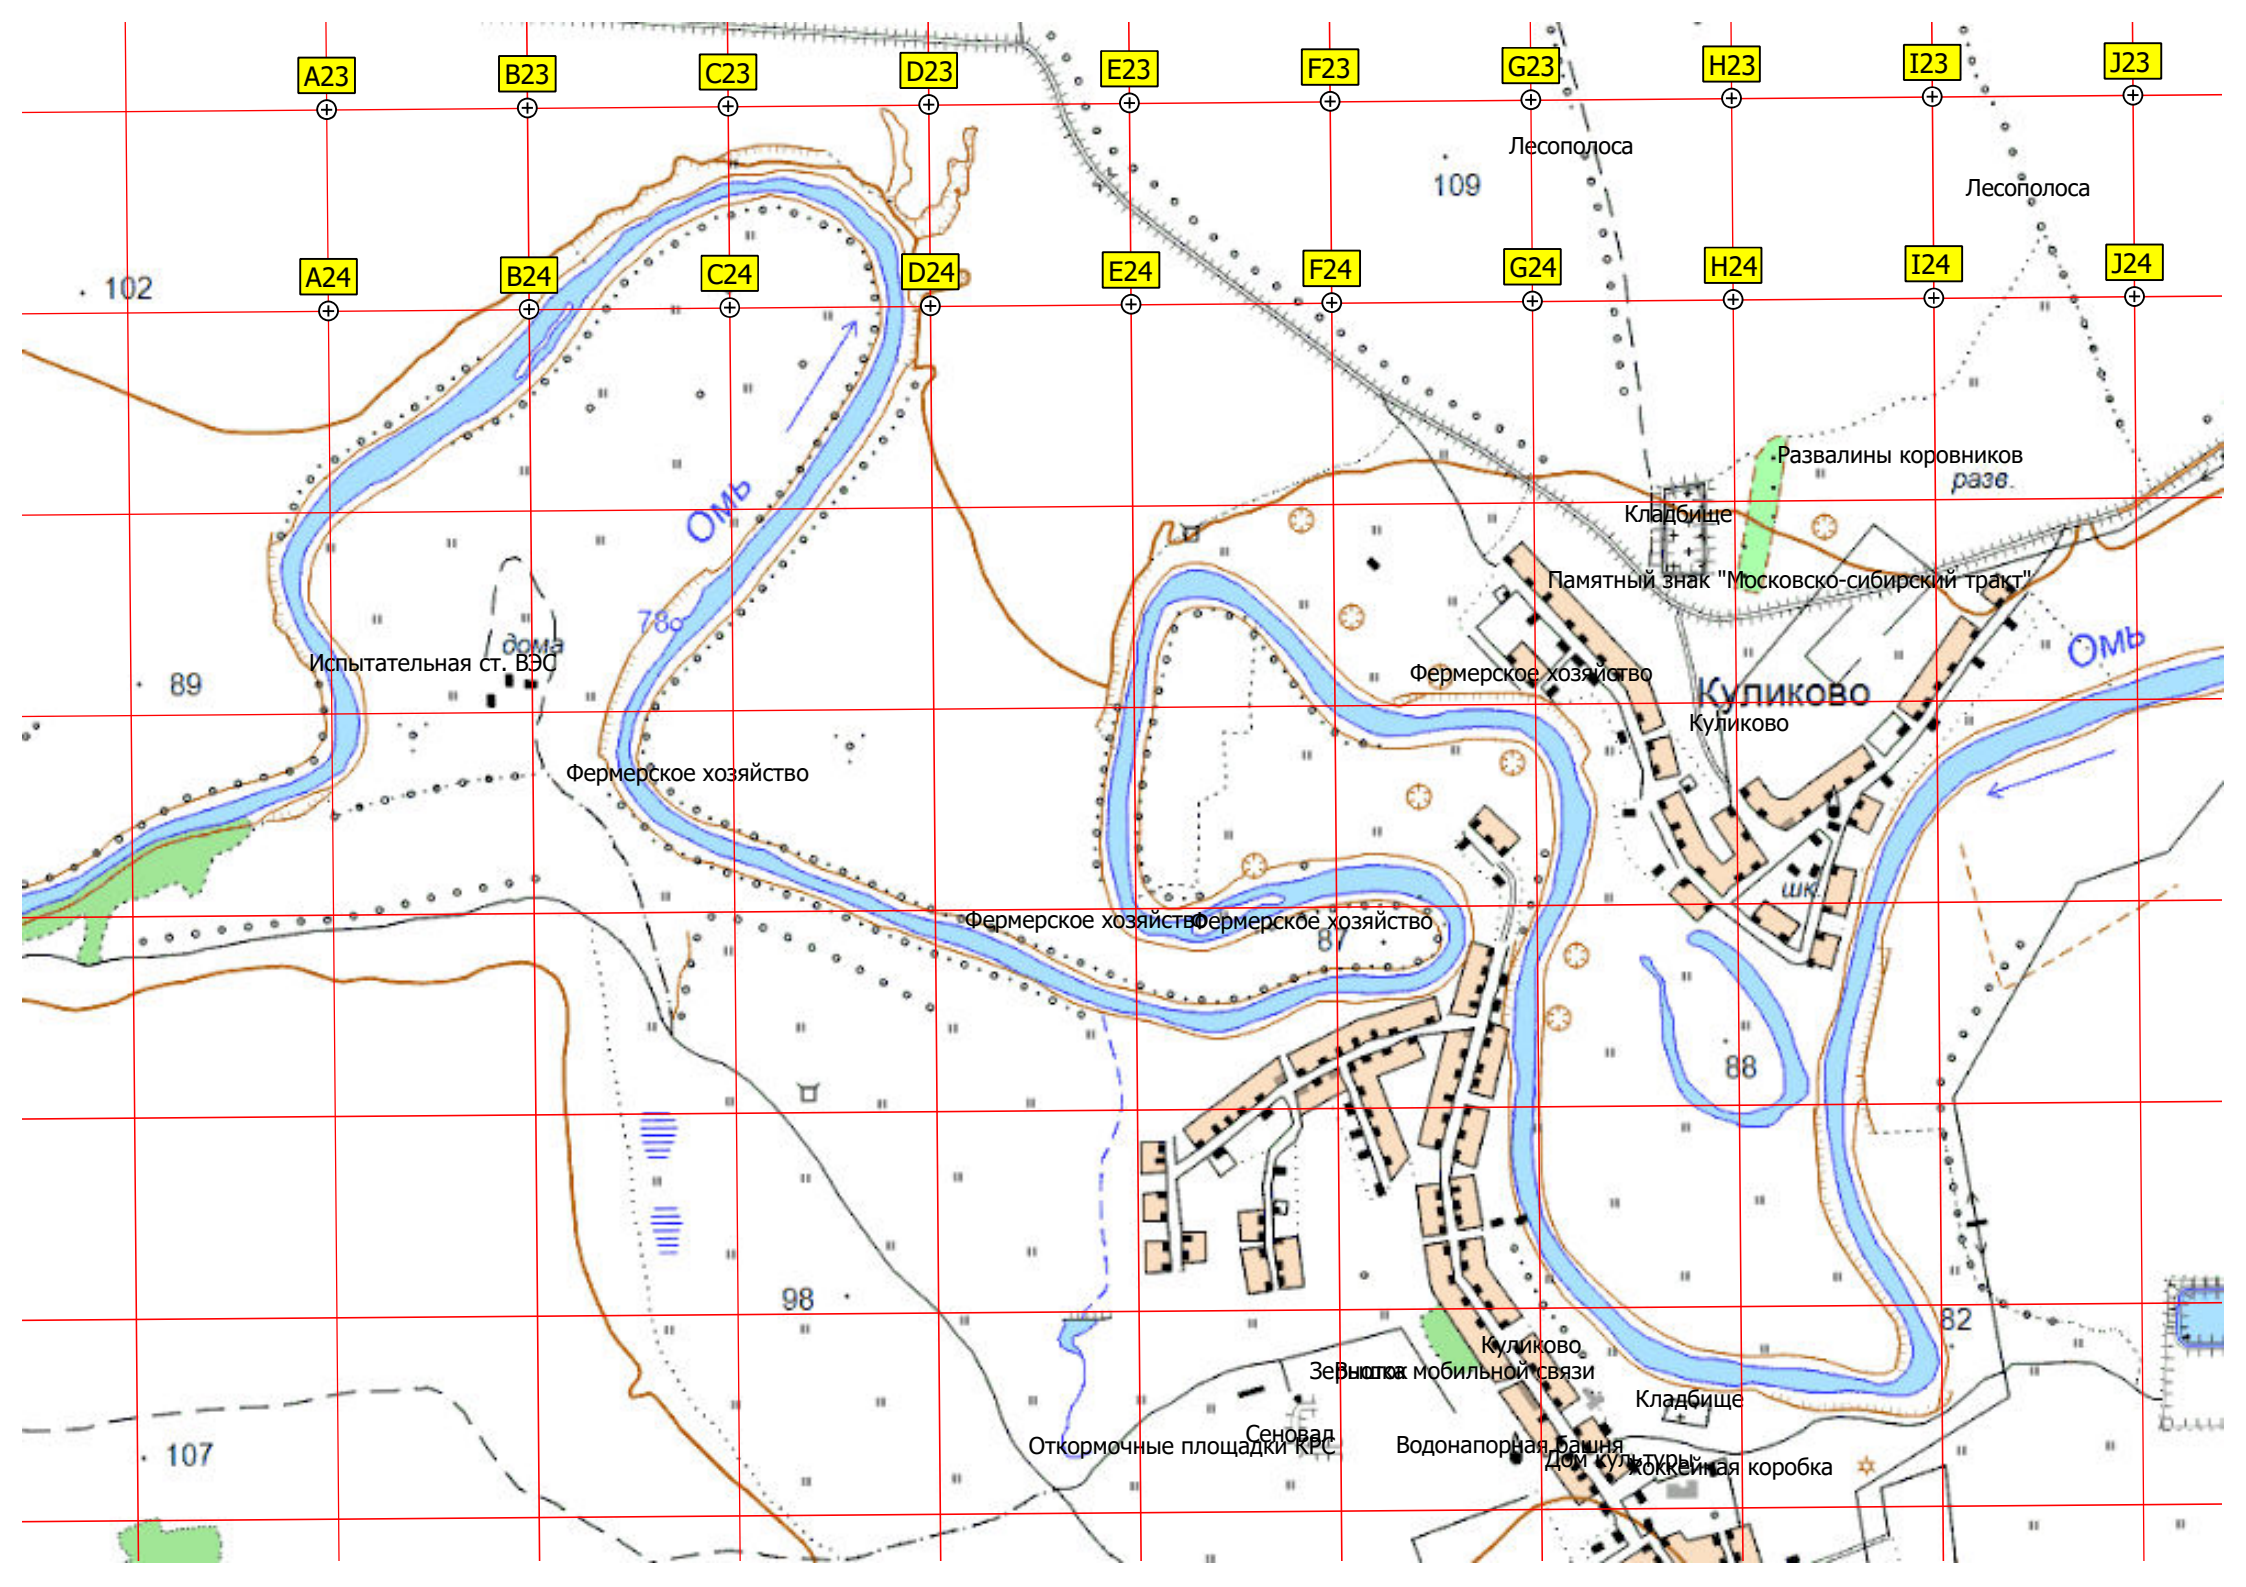 A23
B23
C23
D23
E23
F23
G23
H23
I23
J23
Лесополоса
109
Лесополоса
A24
B24
C24
D24
E24
F24
G24
H24
I24
J24
102
Развалины коровников
разв.
Омь
Кладбище
Памятный знак "Московско-сибирский тракт"
78
дома
Омь
Испытательная ст. ВЭС
89
Фермерское хозяйство
Куликово
Куликово
Фермерское хозяйство
шк.
Фермерское хозяйство
Фермерское хозяйство
87
88
98
82
Куликово
Зерноток
Вышка мобильной связи
Кладбище
Сеновал
Откормочные площадки КРС
Водонапорная башня
107
Дом культуры
Хоккейная коробка